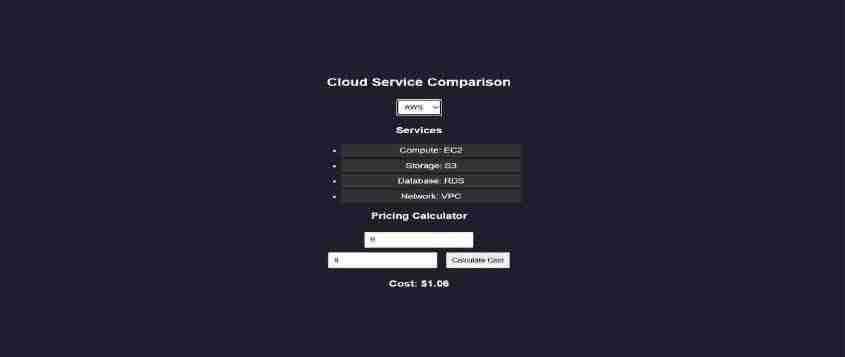 Cloud Service Comparison
AWS
Services
Compute: EC2
Storage: S3
Database: RDS
Network: VPC
Pricing Calculator
Calculate Cost
Cost: $1.06